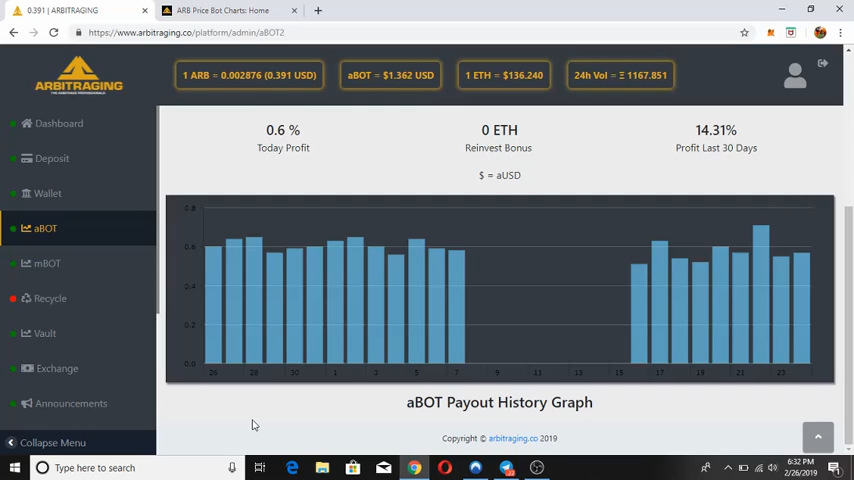 0.391 | ARBITRAGING
ARB Price Bot Charts: Home
https://www.arbitraging.co/platform/admin/aBOT2
ARBITRAGING
THE ARBITRAGE PROFESSIONALS
1 ARB = 0.002876 (0.391 USD)
aBOT = $1.362 USD
1 ETH = $136.240
24h Vol = Ξ 1167.851
Dashboard
Deposit
Wallet
aBOT
mBOT
Recycle
Vault
Exchange
Announcements
Collapse Menu
0.6 %
Today Profit
0 ETH
Reinvest Bonus
14.31%
Profit Last 30 Days
$ = aUSD
0.8
0.6
0.4
0.2
0.0
26 28 30 1 3 5 7 9 11 13 15 17 19 21 23
aBOT Payout History Graph
Copyright © arbitraging.co 2019
Type here to search
6:32 PM
2/26/2019